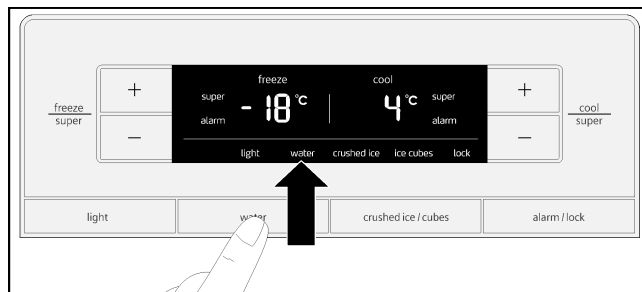 freeze
super
+
−
freeze cool
super - 18 °C 4 °C super
alarm alarm
light water crushed ice ice cubes lock
+
−
cool
super
light water crushed ice / cubes alarm / lock